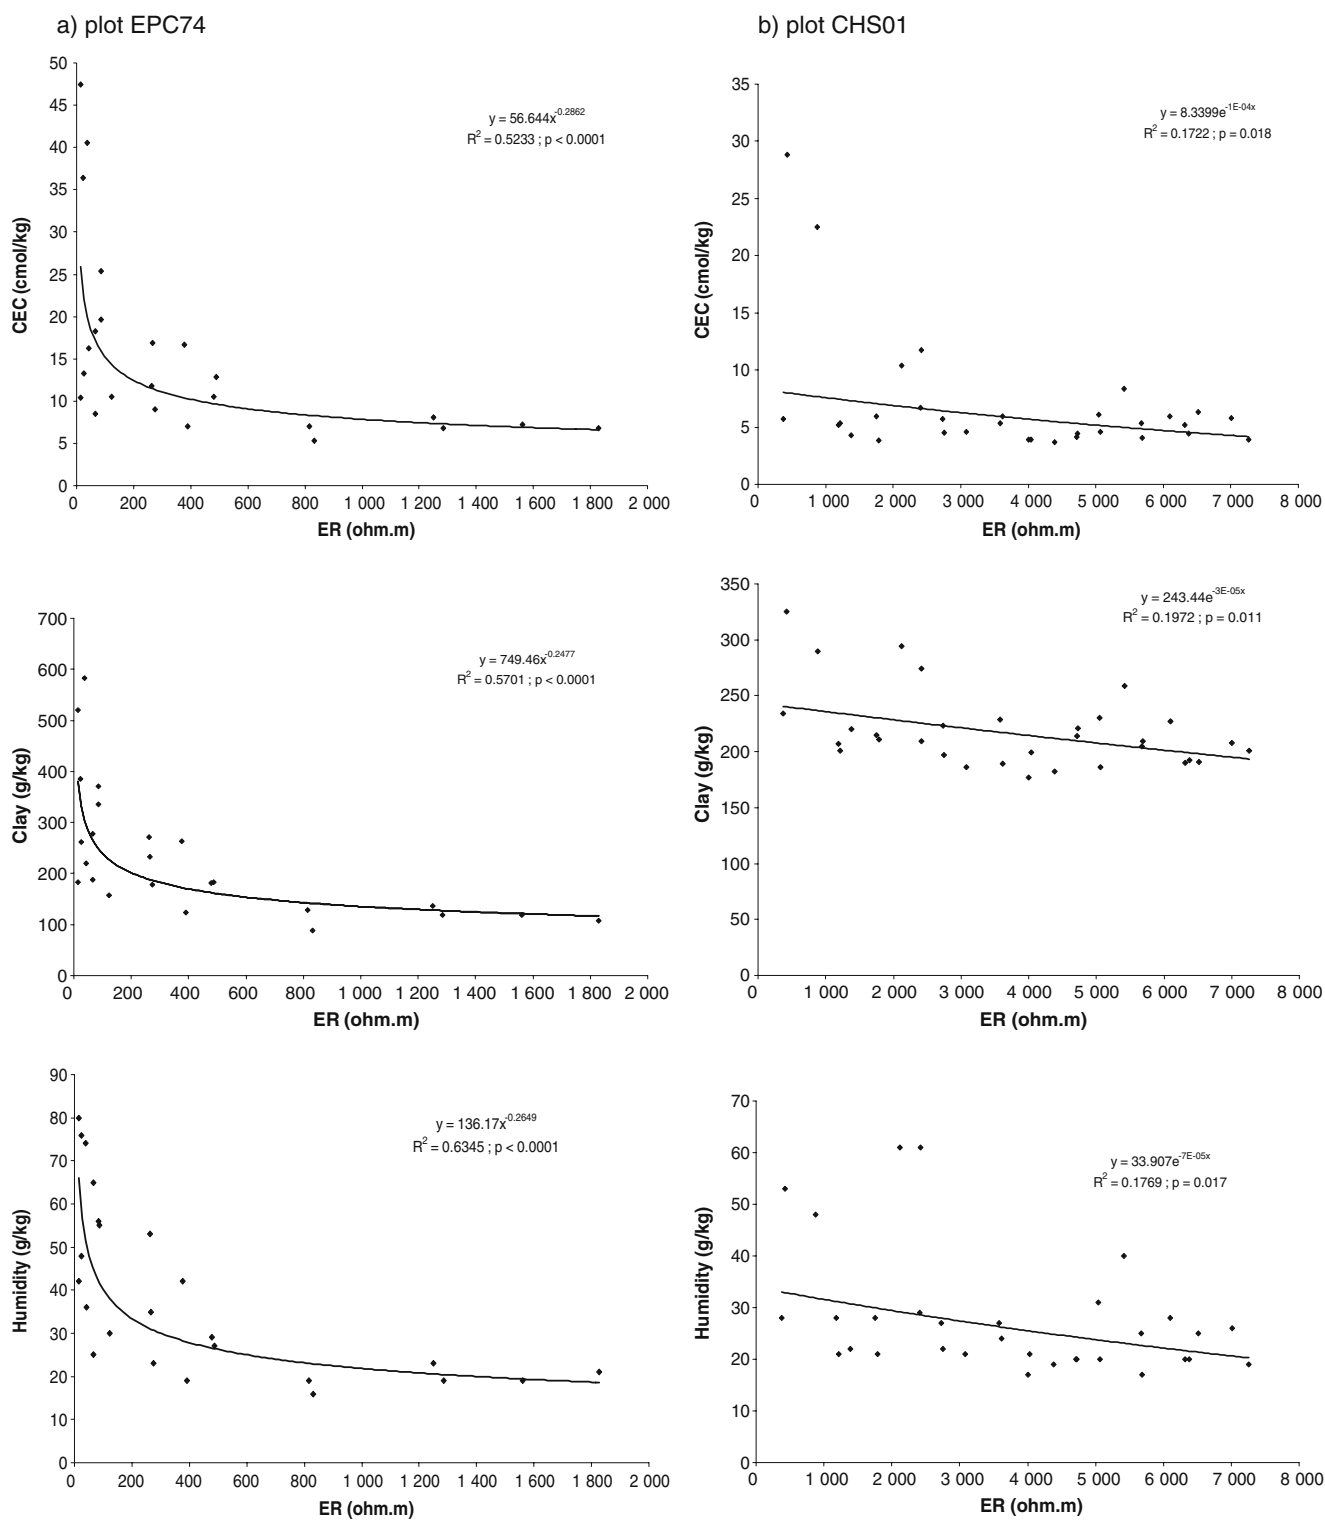 a) plot EPC74
50
45
40
35
30
25
20
15
10
5
0
CEC (cmol/kg)
y = 56.644x^-0.2862
R² = 0.5233 ; p < 0.0001
0 200 400 600 800 1 000 1 200 1 400 1 600 1 800 2 000
ER (ohm.m)
b) plot CHS01
35
30
25
20
15
10
5
0
CEC (cmol/kg)
y = 8.3399e^-1E-04x
R² = 0.1722 ; p = 0.018
0 1 000 2 000 3 000 4 000 5 000 6 000 7 000 8 000
ER (ohm.m)
700
600
500
400
300
200
100
0
Clay (g/kg)
y = 749.46x^-0.2477
R² = 0.5701 ; p < 0.0001
0 200 400 600 800 1 000 1 200 1 400 1 600 1 800 2 000
ER (ohm.m)
350
300
250
200
150
100
50
0
Clay (g/kg)
y = 243.44e^-3E-05x
R² = 0.1972 ; p = 0.011
0 1 000 2 000 3 000 4 000 5 000 6 000 7 000 8 000
ER (ohm.m)
90
80
70
60
50
40
30
20
10
0
Humidity (g/kg)
y = 136.17x^-0.2649
R² = 0.6345 ; p < 0.0001
0 200 400 600 800 1 000 1 200 1 400 1 600 1 800 2 000
ER (ohm.m)
70
60
50
40
30
20
10
0
Humidity (g/kg)
y = 33.907e^-7E-05x
R² = 0.1769 ; p = 0.017
0 1 000 2 000 3 000 4 000 5 000 6 000 7 000 8 000
ER (ohm.m)